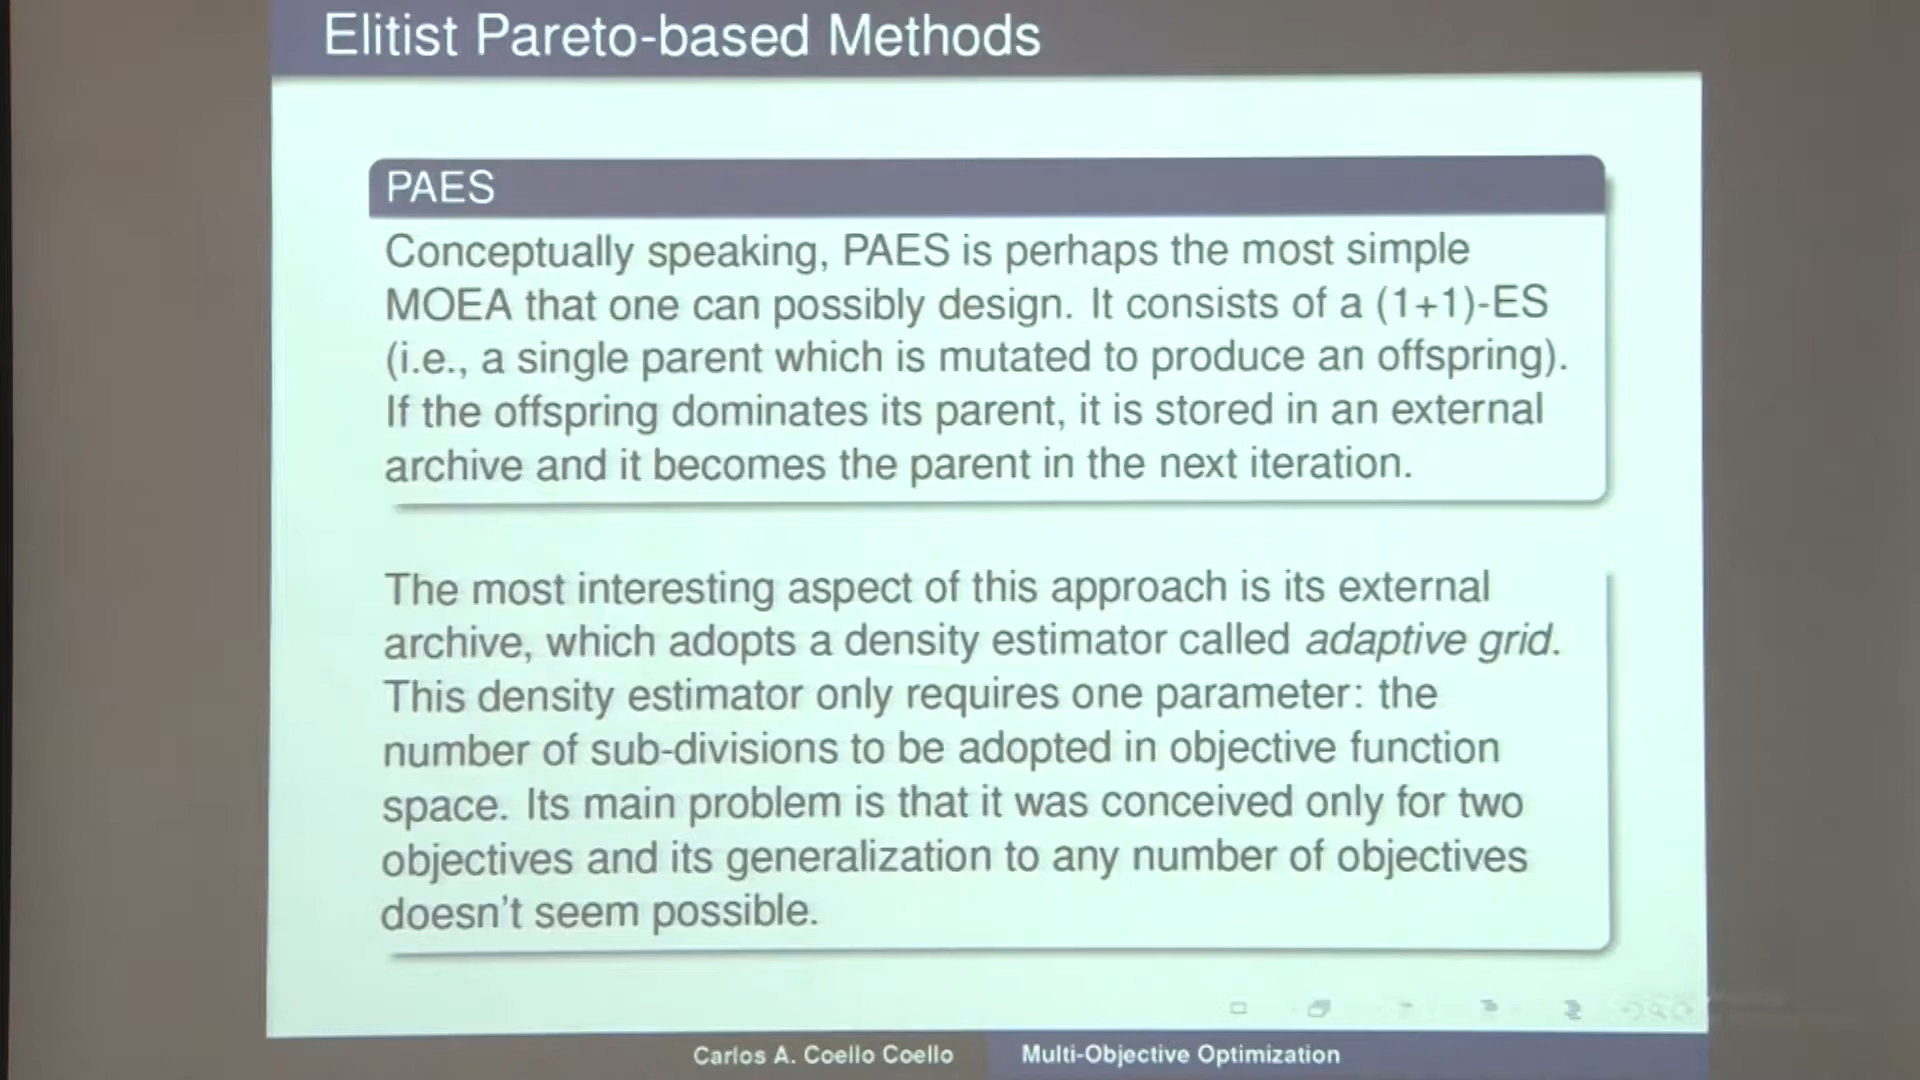 Elitist Pareto-based Methods
PAES
Conceptually speaking, PAES is perhaps the most simple
MOEA that one can possibly design. It consists of a (1+1)-ES
(i.e., a single parent which is mutated to produce an offspring).
If the offspring dominates its parent, it is stored in an external
archive and it becomes the parent in the next iteration.
The most interesting aspect of this approach is its external
archive, which adopts a density estimator called adaptive grid.
This density estimator only requires one parameter: the
number of sub-divisions to be adopted in objective function
space. Its main problem is that it was conceived only for two
objectives and its generalization to any number of objectives
doesn't seem possible.
Carlos A. Coello Coello
Multi-Objective Optimization